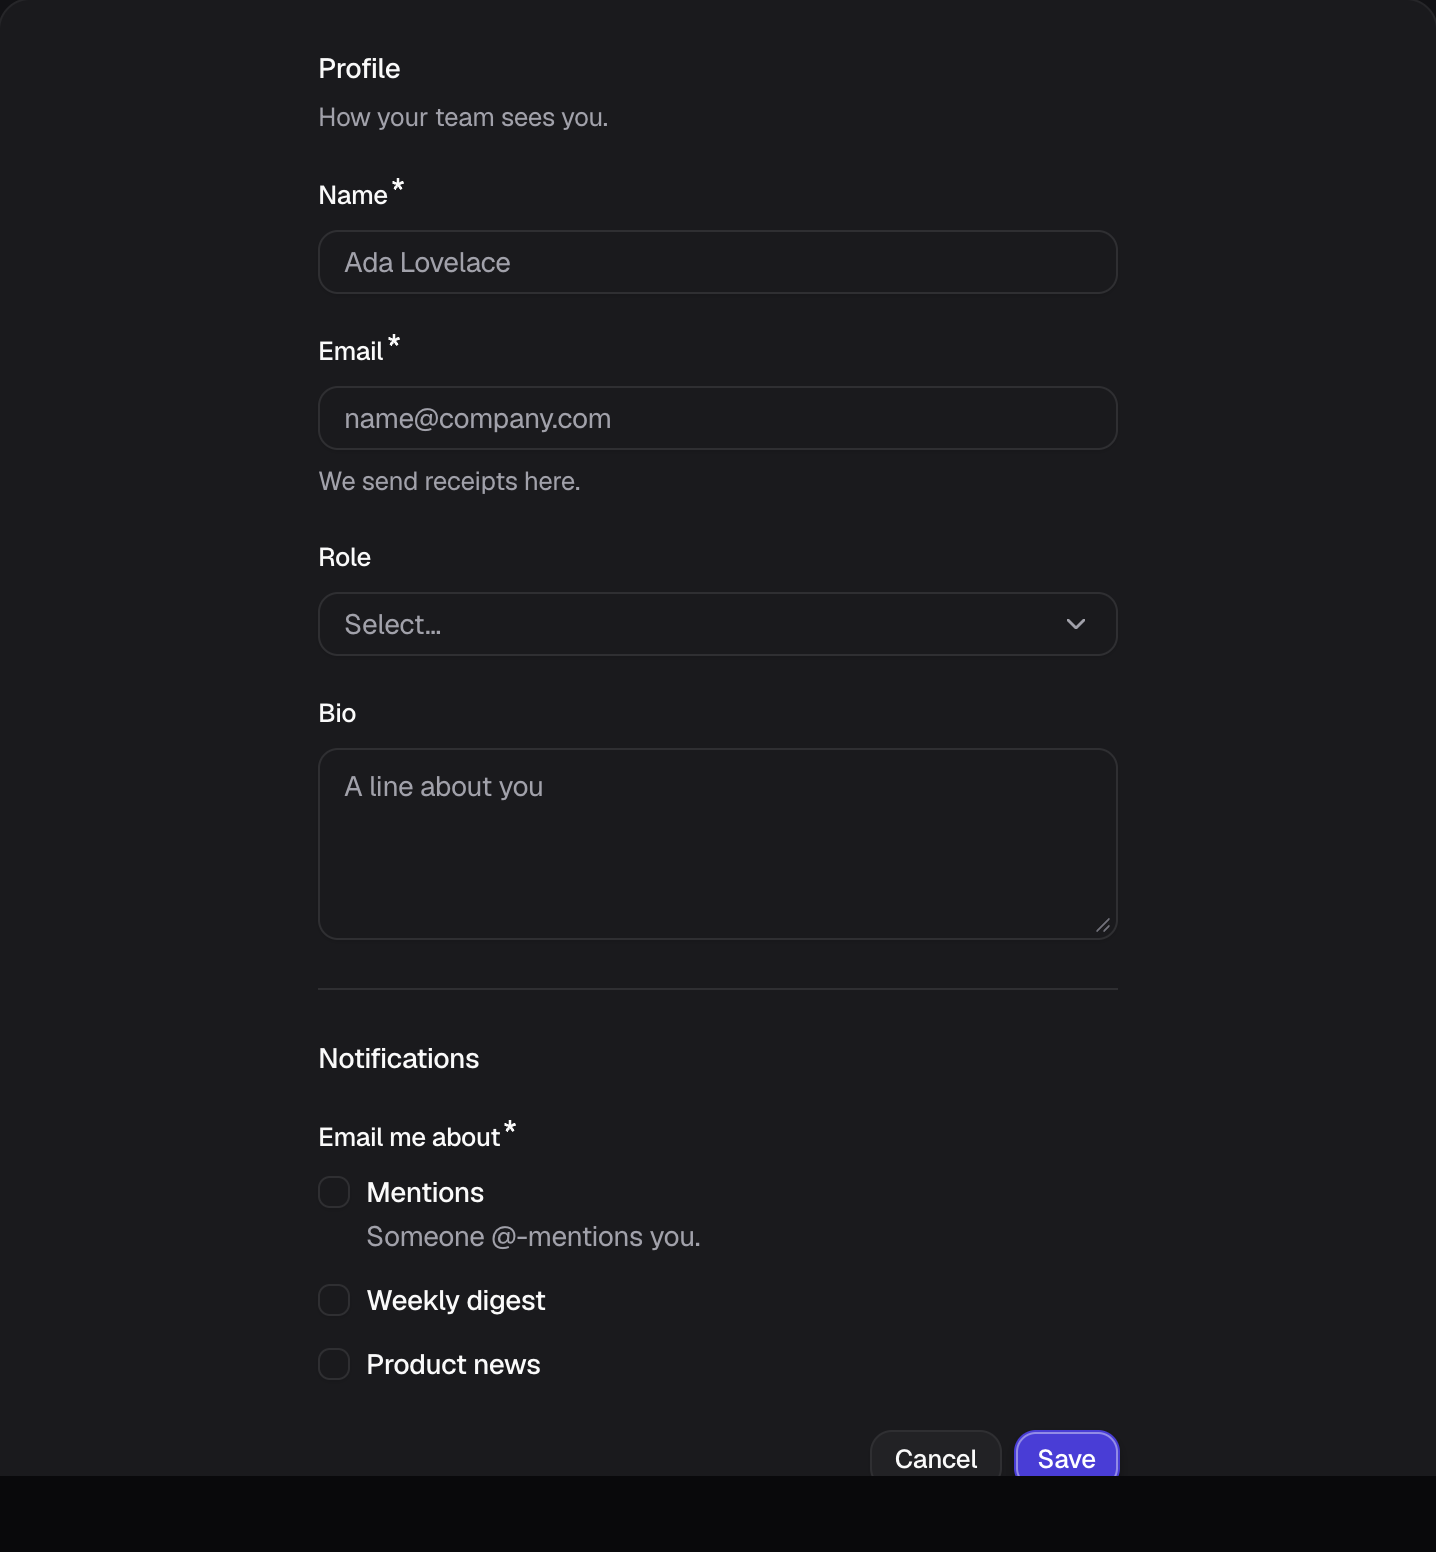 Profile
How your team sees you.
Name*
Ada Lovelace
Email*
name@company.com
We send receipts here.
Role
Select...
Bio
A line about you
Notifications
Email me about*
Mentions
Someone @-mentions you.
Weekly digest
Product news
Cancel Save